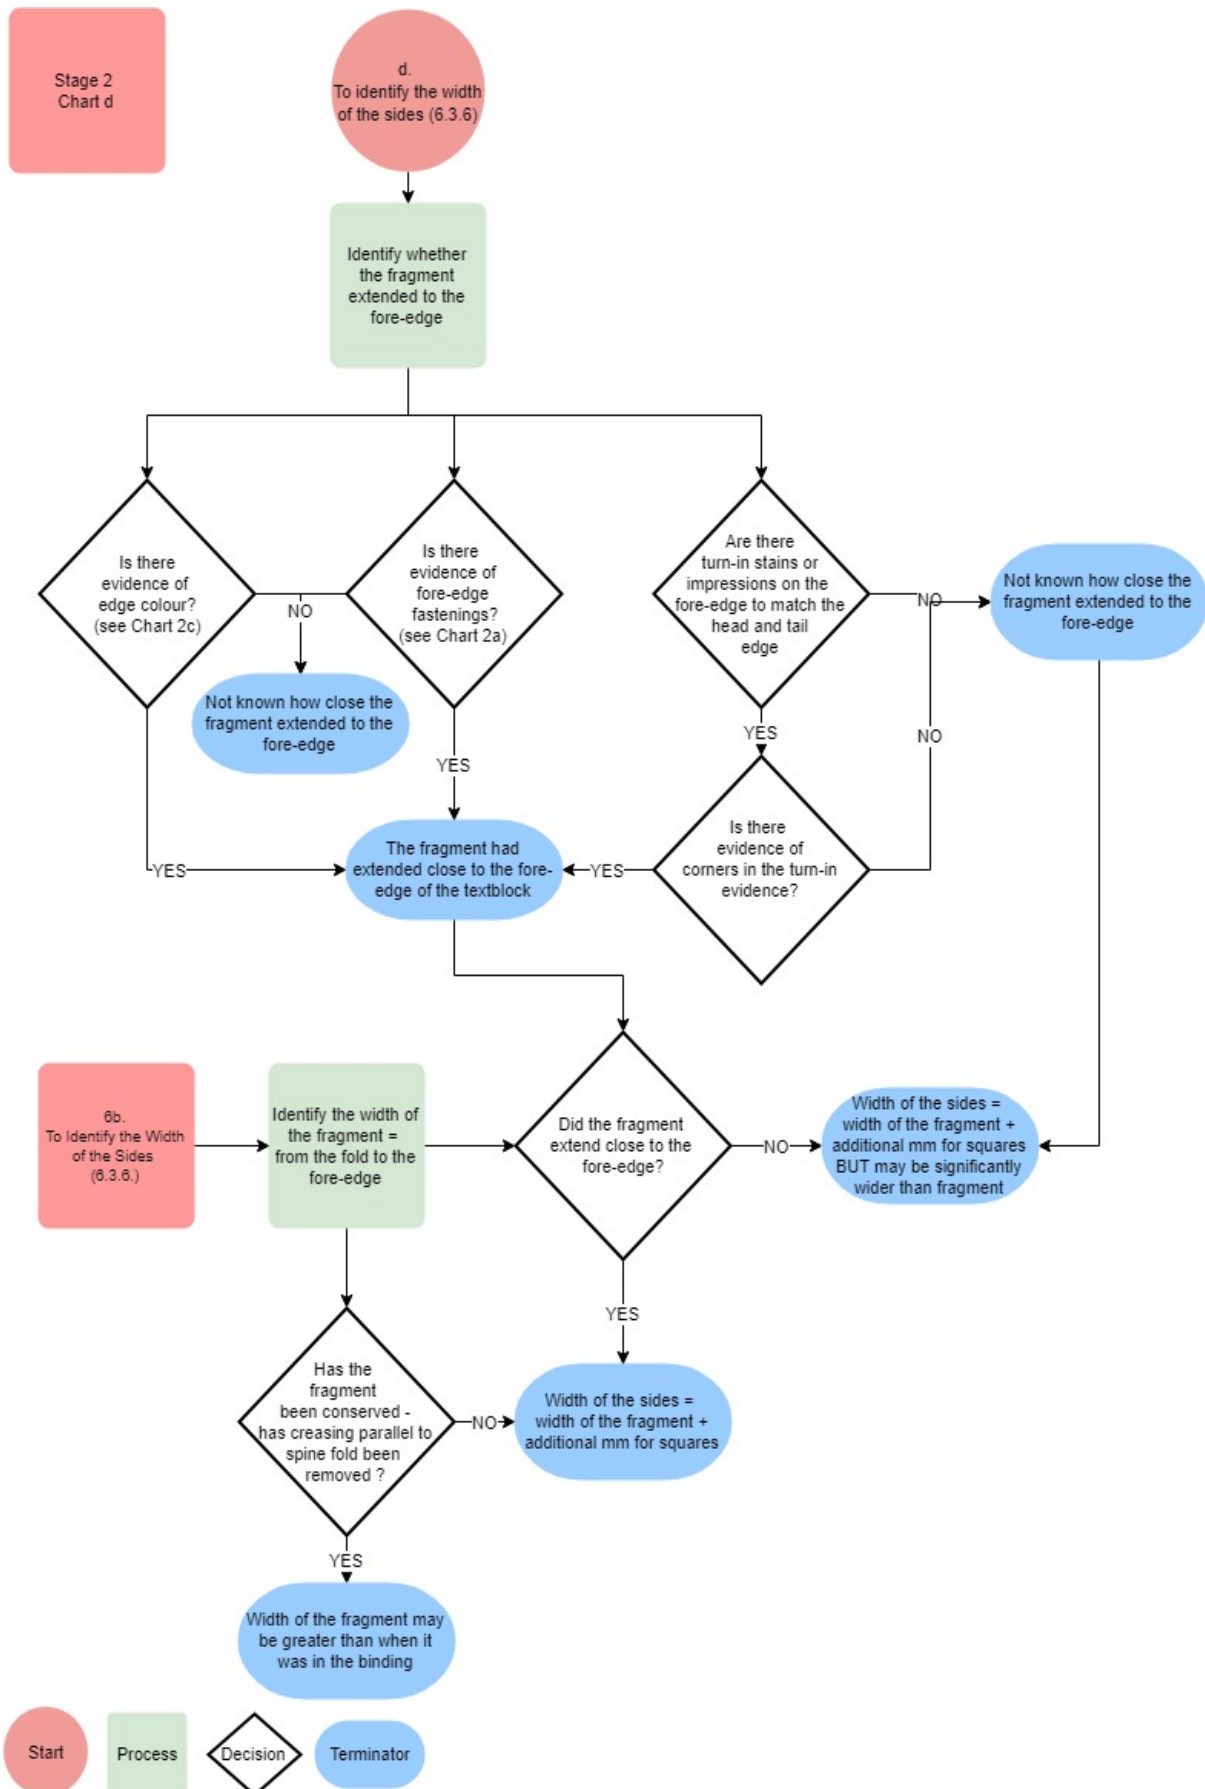 Stage 2
Chart d
d.
To identify the width
of the sides (6.3.6)
Identify whether
the fragment
extended to the
fore-edge
Is there
evidence of
edge colour?
(see Chart 2c)
NO
Is there
evidence of
fore-edge
fastenings?
(see Chart 2a)
Are there
turn-in stains or
impressions on the
fore-edge to match the
head and tail
edge
NO
Not known how close the
fragment extended to the
fore-edge
Not known how close the
fragment extended to the
fore-edge
YES
YES
NO
YES
The fragment had
extended close to the fore-
edge of the textblock
YES
Is there
evidence of
corners in the turn-in
evidence?
6b.
To Identify the Width
of the Sides
(6.3.6.)
Identify the width of
the fragment =
from the fold to the
fore-edge
Did the fragment
extend close to the
fore-edge?
NO
Width of the sides =
width of the fragment +
additional mm for squares
BUT may be significantly
wider than fragment
YES
Has the
fragment
been conserved -
has creasing parallel to
spine fold been
removed ?
NO
Width of the sides =
width of the fragment +
additional mm for squares
YES
Width of the fragment may
be greater than when it
was in the binding
Start
Process
Decision
Terminator